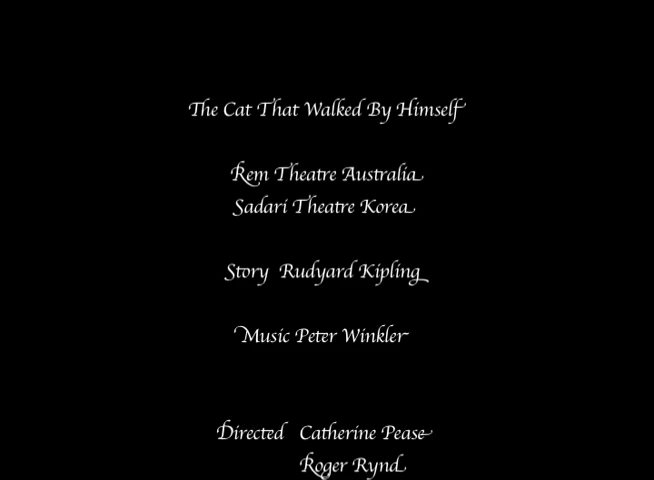 The Cat That Walked By Himself
Rem Theatre Australia
Sadari Theatre Korea
Story Rudyard Kipling
Music Peter Winkler
Directed Catherine Pease
Roger Rynd